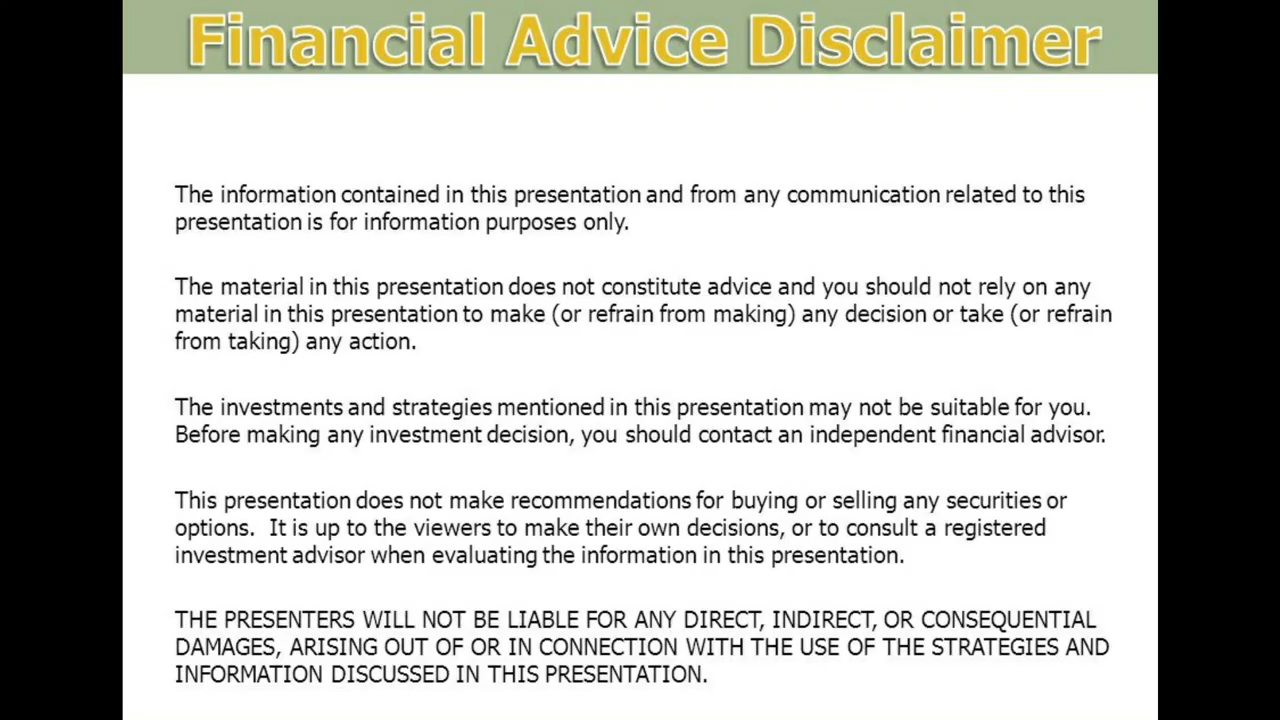 Financial Advice Disclaimer
The information contained in this presentation and from any communication related to this
presentation is for information purposes only.
The material in this presentation does not constitute advice and you should not rely on any
material in this presentation to make (or refrain from making) any decision or take (or refrain
from taking) any action.
The investments and strategies mentioned in this presentation may not be suitable for you.
Before making any investment decision, you should contact an independent financial advisor.
This presentation does not make recommendations for buying or selling any securities or
options.  It is up to the viewers to make their own decisions, or to consult a registered
investment advisor when evaluating the information in this presentation.
THE PRESENTERS WILL NOT BE LIABLE FOR ANY DIRECT, INDIRECT, OR CONSEQUENTIAL
DAMAGES, ARISING OUT OF OR IN CONNECTION WITH THE USE OF THE STRATEGIES AND
INFORMATION DISCUSSED IN THIS PRESENTATION.